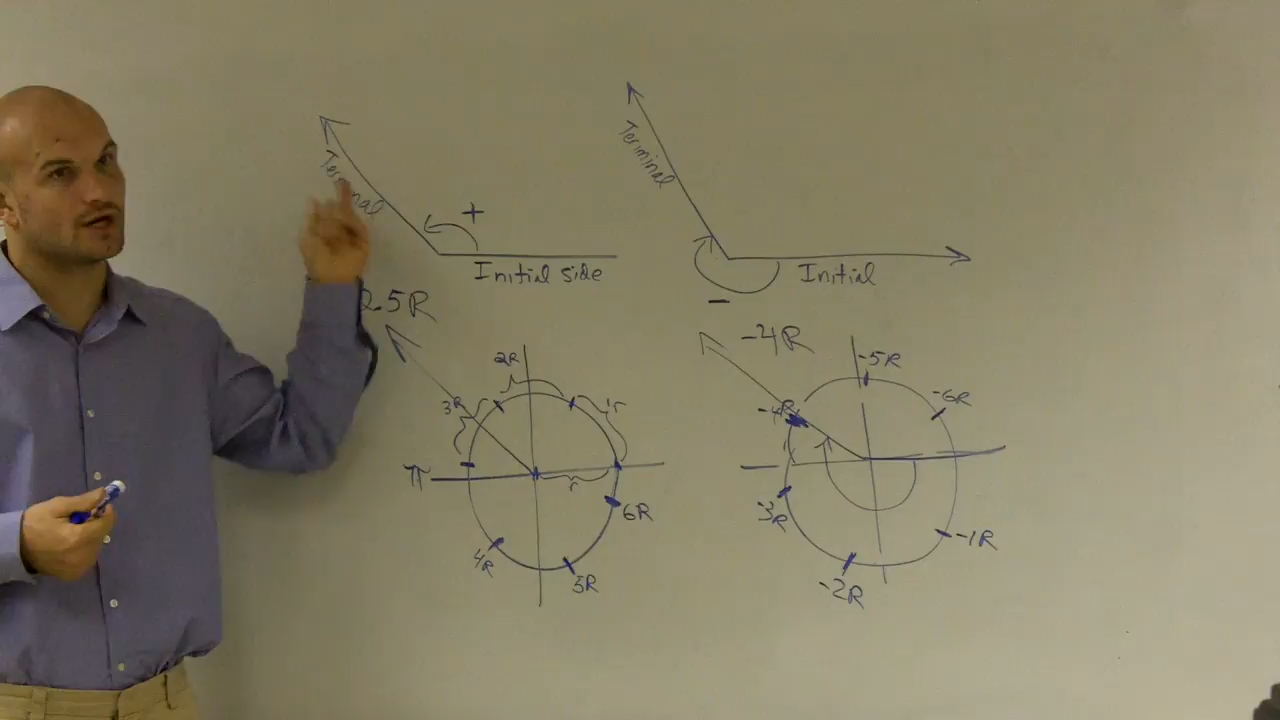 Terminal
+
Initial side
Terminal
Initial
−
2.5R
2R
1r
3R
π
r
6R
4R
5R
-4R
-5R
-6R
-4R
-3R
-1R
-2R